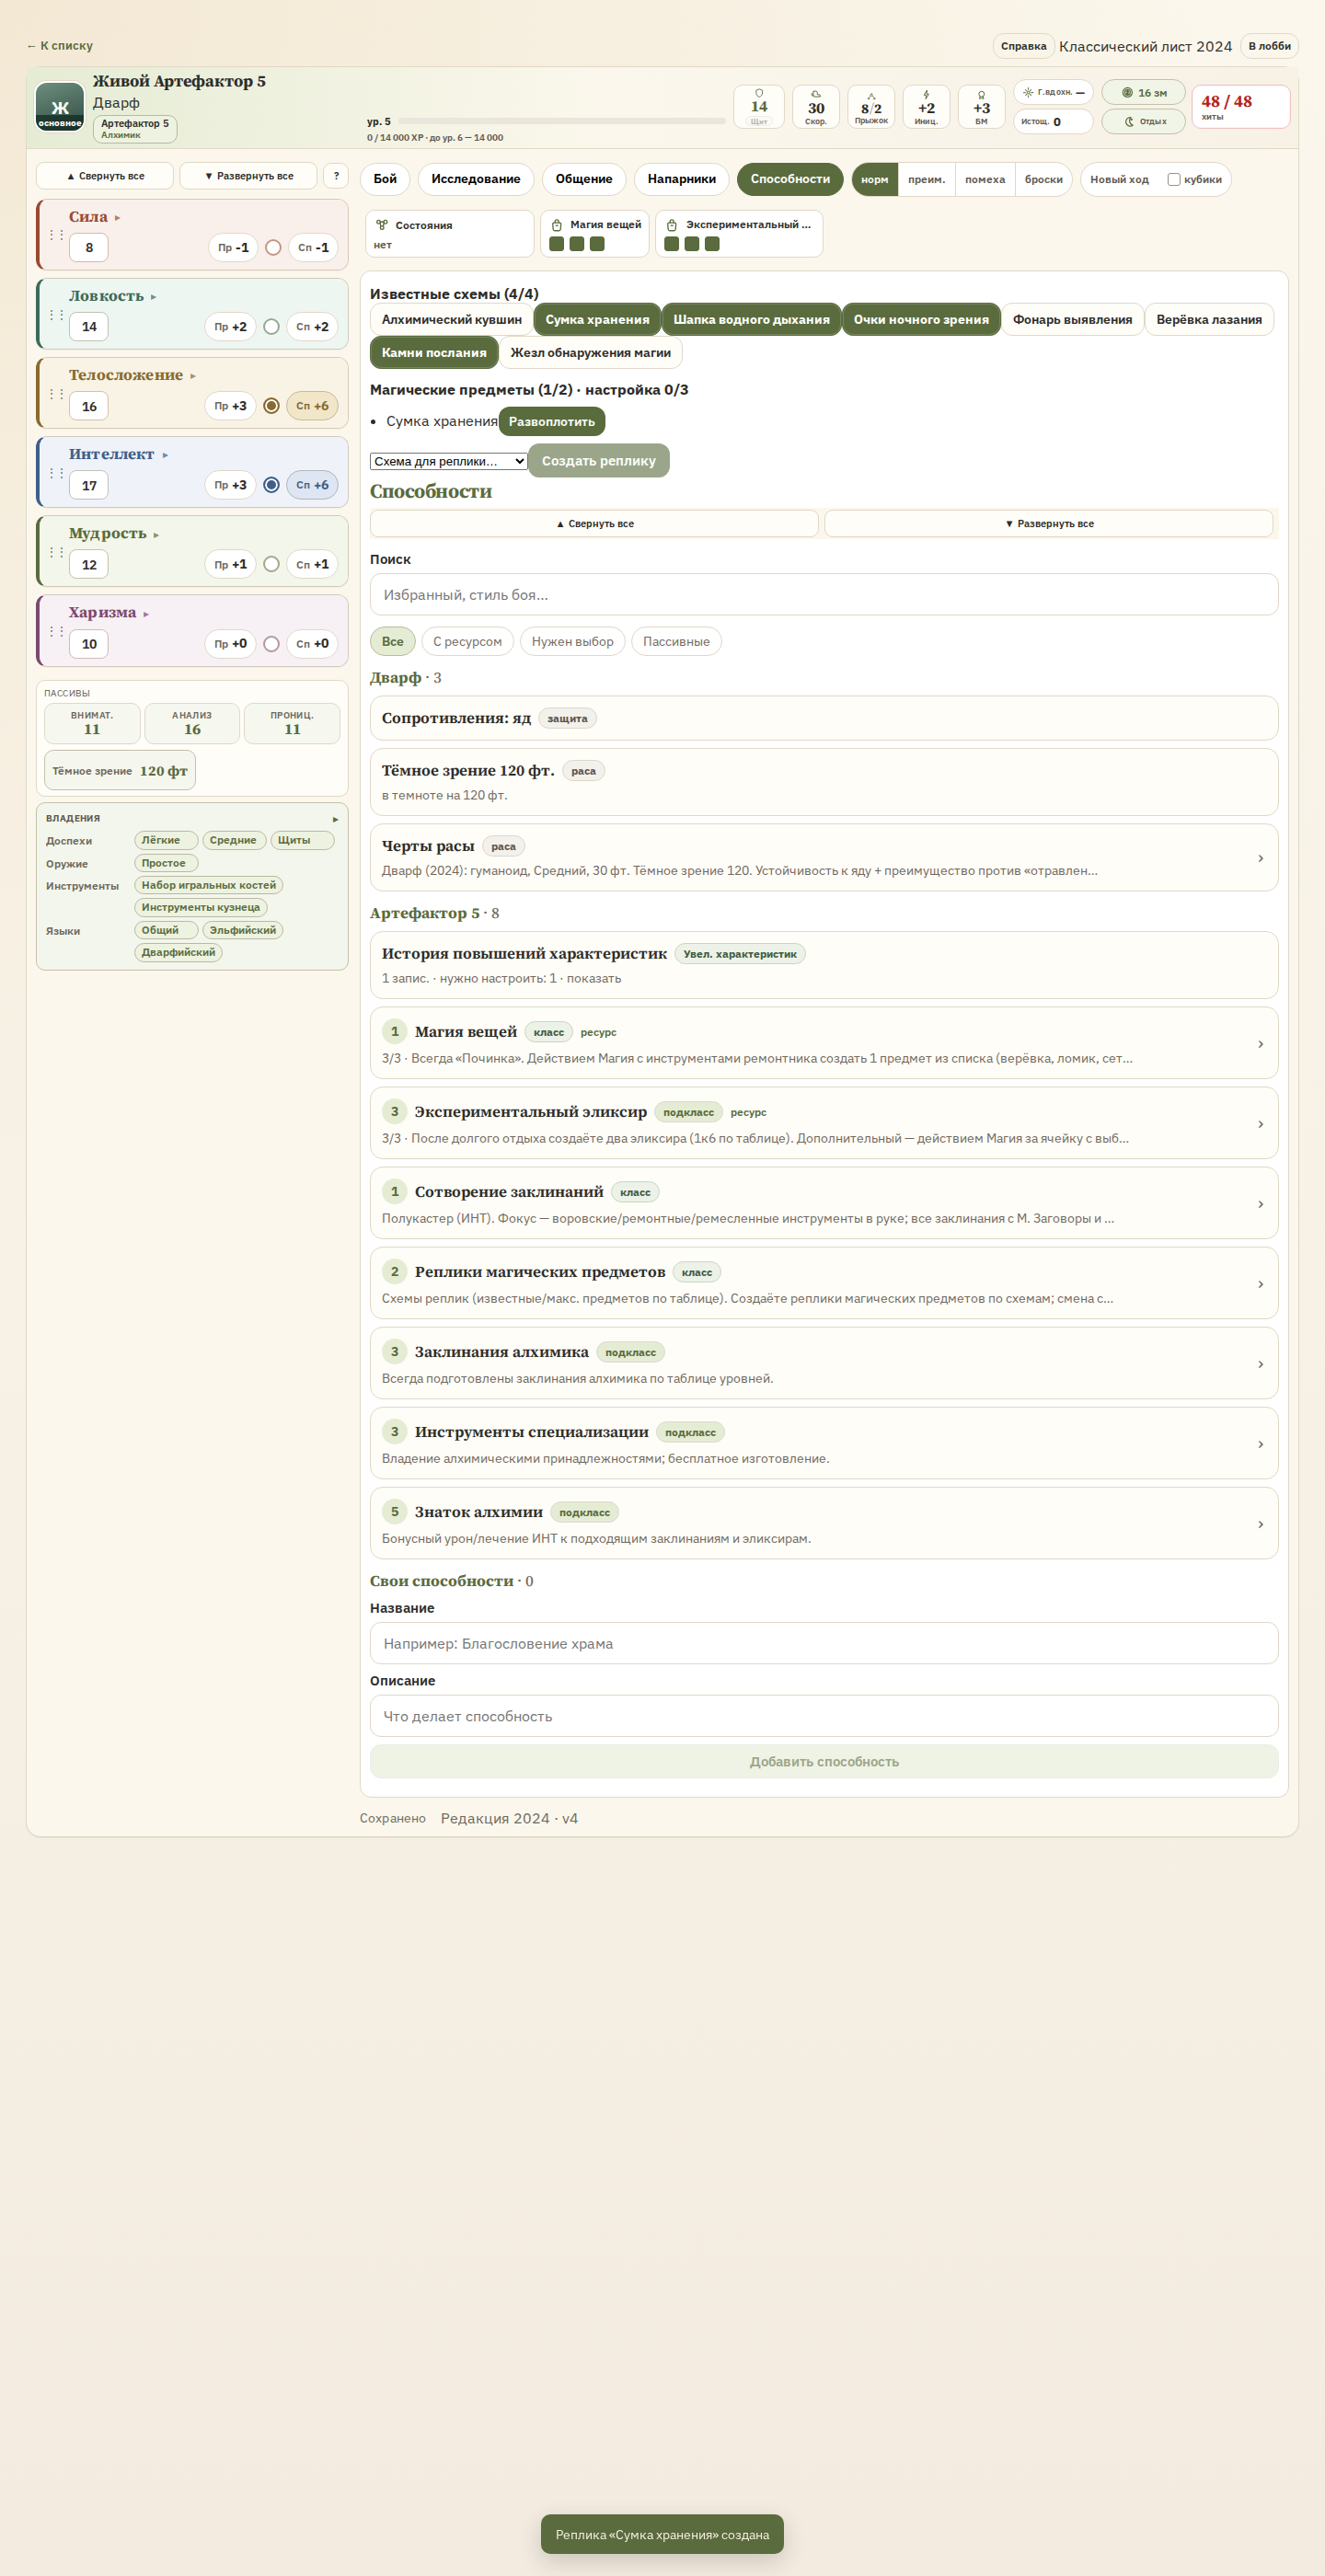 ← К списку
Справка Классический лист 2024 В лобби
Ж
основное
Живой Артефактор 5
Дварф
Артефактор 5
Алхимик
ур. 5
0 / 14 000 XP · до ур. 6 — 14 000
14
Щит
30
Скор.
8/2
Прыжок
+2
Иниц.
+3
БМ
Г.вдохн. —
Истощ. 0
16 зм
Отдых
48 / 48
хиты
▲ Свернуть все ▼ Развернуть все ?
Сила ▸
8 Пр -1 Сп -1
Ловкость ▸
14 Пр +2 Сп +2
Телосложение ▸
16 Пр +3 Сп +6
Интеллект ▸
17 Пр +3 Сп +6
Мудрость ▸
12 Пр +1 Сп +1
Харизма ▸
10 Пр +0 Сп +0
ПАССИВЫ
ВНИМАТ. АНАЛИЗ ПРОНИЦ.
11 16 11
Тёмное зрение 120 фт
ВЛАДЕНИЯ ▸
Доспехи Лёгкие Средние Щиты
Оружие Простое
Инструменты Набор игральных костей
Инструменты кузнеца
Языки Общий Эльфийский
Дварфийский
Бой Исследование Общение Напарники Способности норм преим. помеха броски Новый ход кубики
Состояния
нет
Магия вещей
Экспериментальный ...
Известные схемы (4/4)
Алхимический кувшин Сумка хранения Шапка водного дыхания Очки ночного зрения Фонарь выявления Верёвка лазания
Камни послания Жезл обнаружения магии
Магические предметы (1/2) · настройка 0/3
• Сумка хранения Развоплотить
Схема для реплики... Создать реплику
Способности
▲ Свернуть все ▼ Развернуть все
Поиск
Избранный, стиль боя...
Все С ресурсом Нужен выбор Пассивные
Дварф · 3
Сопротивления: яд защита
Тёмное зрение 120 фт. раса
в темноте на 120 фт.
Черты расы раса
Дварф (2024): гуманоид, Средний, 30 фт. Тёмное зрение 120. Устойчивость к яду + преимущество против «отравлен... ›
Артефактор 5 · 8
История повышений характеристик Увел. характеристик
1 запис. · нужно настроить: 1 · показать
1 Магия вещей класс ресурс
3/3 · Всегда «Починка». Действием Магия с инструментами ремонтника создать 1 предмет из списка (верёвка, ломик, сет... ›
3 Экспериментальный эликсир подкласс ресурс
3/3 · После долгого отдыха создаёте два эликсира (1к6 по таблице). Дополнительный — действием Магия за ячейку с выб... ›
1 Сотворение заклинаний класс
Полукастер (ИНТ). Фокус — воровские/ремонтные/ремесленные инструменты в руке; все заклинания с М. Заговоры и ... ›
2 Реплики магических предметов класс
Схемы реплик (известные/макс. предметов по таблице). Создаёте реплики магических предметов по схемам; смена с... ›
3 Заклинания алхимика подкласс
Всегда подготовлены заклинания алхимика по таблице уровней. ›
3 Инструменты специализации подкласс
Владение алхимическими принадлежностями; бесплатное изготовление. ›
5 Знаток алхимии подкласс
Бонусный урон/лечение ИНТ к подходящим заклинаниям и эликсирам. ›
Свои способности · 0
Название
Например: Благословение храма
Описание
Что делает способность
Добавить способность
Сохранено Редакция 2024 · v4
Реплика «Сумка хранения» создана